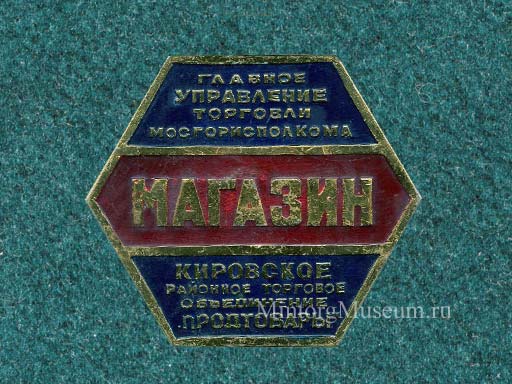 ГЛАВНОЕ
УПРАВЛЕНИЕ
ТОРГОВЛИ
МОСГОРИСПОЛКОМА
МАГАЗИН
КИРОВСКОЕ
РАЙОННОЕ ТОРГОВОЕ
ОБЪЕДИНЕНИЕ
ПРОДТОВАРЫ
MintorgMuseum.ru